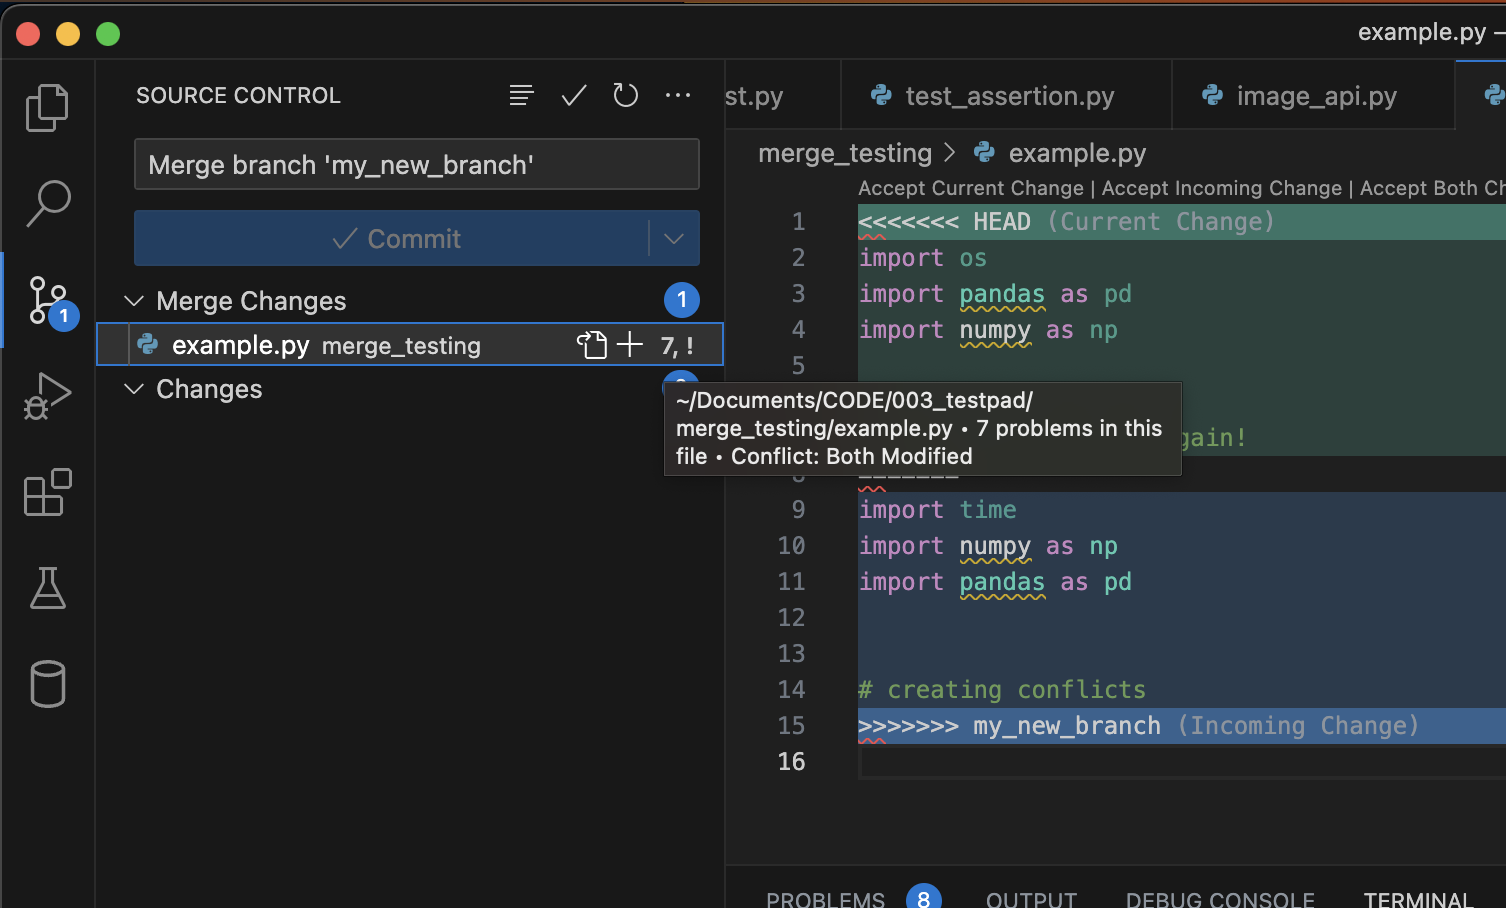 example.py —
SOURCE CONTROL
st.py
test_assertion.py
image_api.py
Merge branch 'my_new_branch'
Commit
Merge Changes
1
example.py merge_testing 7, !
Changes
1
merge_testing > example.py
Accept Current Change | Accept Incoming Change | Accept Both Ch
1 <<<<<<< HEAD (Current Change)
2 import os
3 import pandas as pd
4 import numpy as np
5
~/Documents/CODE/003_testpad/
merge_testing/example.py • 7 problems in this
file • Conflict: Both Modified
gain!
8 =======
9 import time
10 import numpy as np
11 import pandas as pd
12
13
14 # creating conflicts
15 >>>>>>> my_new_branch (Incoming Change)
16
PROBLEMS 8 OUTPUT DEBUG CONSOLE TERMINAL